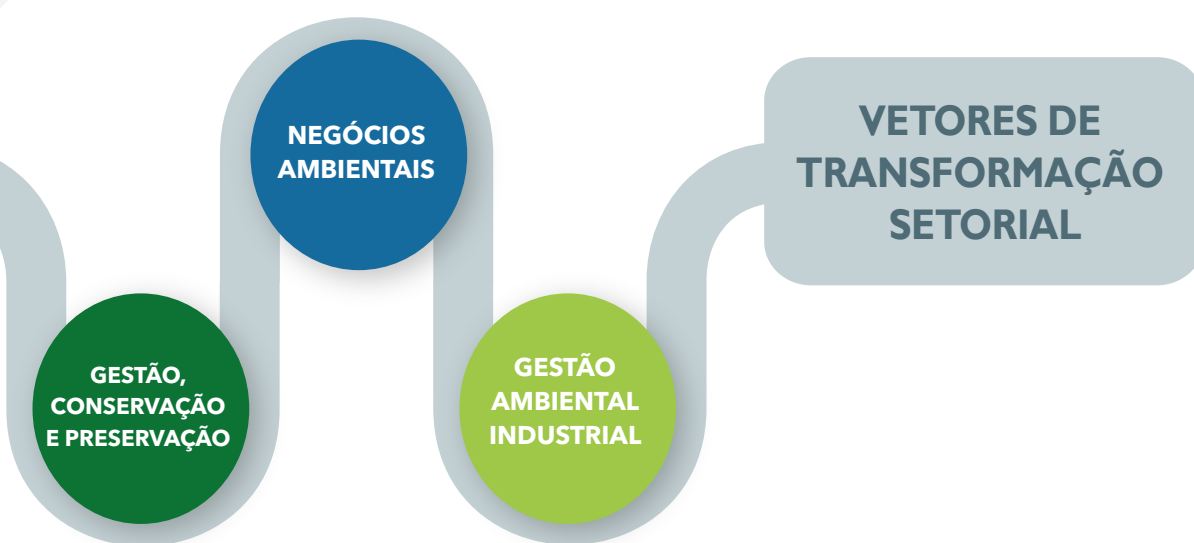 NEGÓCIOS
AMBIENTAIS
VETORES DE
TRANSFORMAÇÃO
SETORIAL
GESTÃO,
CONSERVAÇÃO
E PRESERVAÇÃO
GESTÃO
AMBIENTAL
INDUSTRIAL